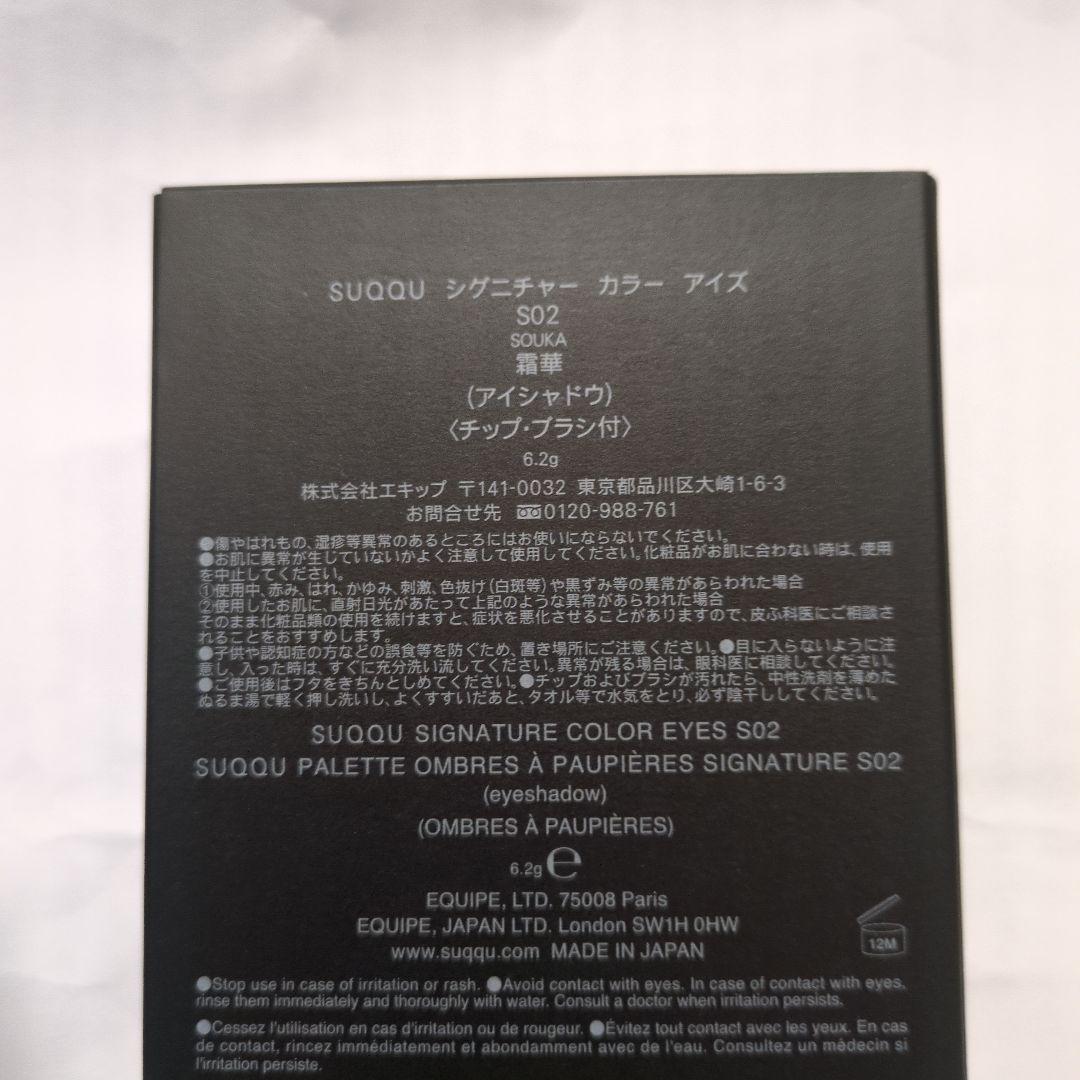 SUQQU シグニチャー カラー アイズ
S02
SOUKA
霜華
(アイシャドウ)
〈チップ・ブラシ付〉
6.2g
株式会社エキップ 〒141-0032 東京都品川区大崎1-6-3
お問合せ先 0120-988-761
●傷やはれもの、湿疹等異常のあるところにはお使いにならないでください。
●お肌に異常が生じていないかよく注意して使用してください。化粧品がお肌に合わない時は、使用
を中止してください。
①使用中、赤み、はれ、かゆみ、刺激、色抜け(白斑等)や黒ずみ等の異常があらわれた場合
②使用したお肌に、直射日光があたって上記のような異常があらわれた場合
そのまま化粧品類の使用を続けますと、症状を悪化させることがありますので、皮ふ科医にご相談さ
れることをおすすめします。
●子供や認知症の方などの誤食等を防ぐため、置き場所にご注意ください。●目に入らないように注
意し、入った時は、すぐに充分洗い流してください。異常が残る場合は、眼科医に相談してください。
●ご使用後はフタをきちんとしめてください。●チップおよびブラシが汚れたら、中性洗剤を薄めた
ぬるま湯で軽く押し洗いし、よくすすいだあと、タオル等で水気をとり、必ず陰干ししてください。
SUQQU SIGNATURE COLOR EYES S02
SUQQU PALETTE OMBRES À PAUPIÈRES SIGNATURE S02
(eyeshadow)
(OMBRES À PAUPIÈRES)
6.2g ℮
EQUIPE, LTD. 75008 Paris
EQUIPE, JAPAN LTD. London SW1H 0HW
www.suqqu.com MADE IN JAPAN
12M
●Stop use in case of irritation or rash. ●Avoid contact with eyes. In case of contact with eyes,
rinse them immediately and thoroughly with water. Consult a doctor when irritation persists.
●Cessez l'utilisation en cas d'irritation ou de rougeur. ●Évitez tout contact avec les yeux. En cas
de contact, rincez immédiatement et abondamment avec de l'eau. Consultez un médecin si
l'irritation persiste.